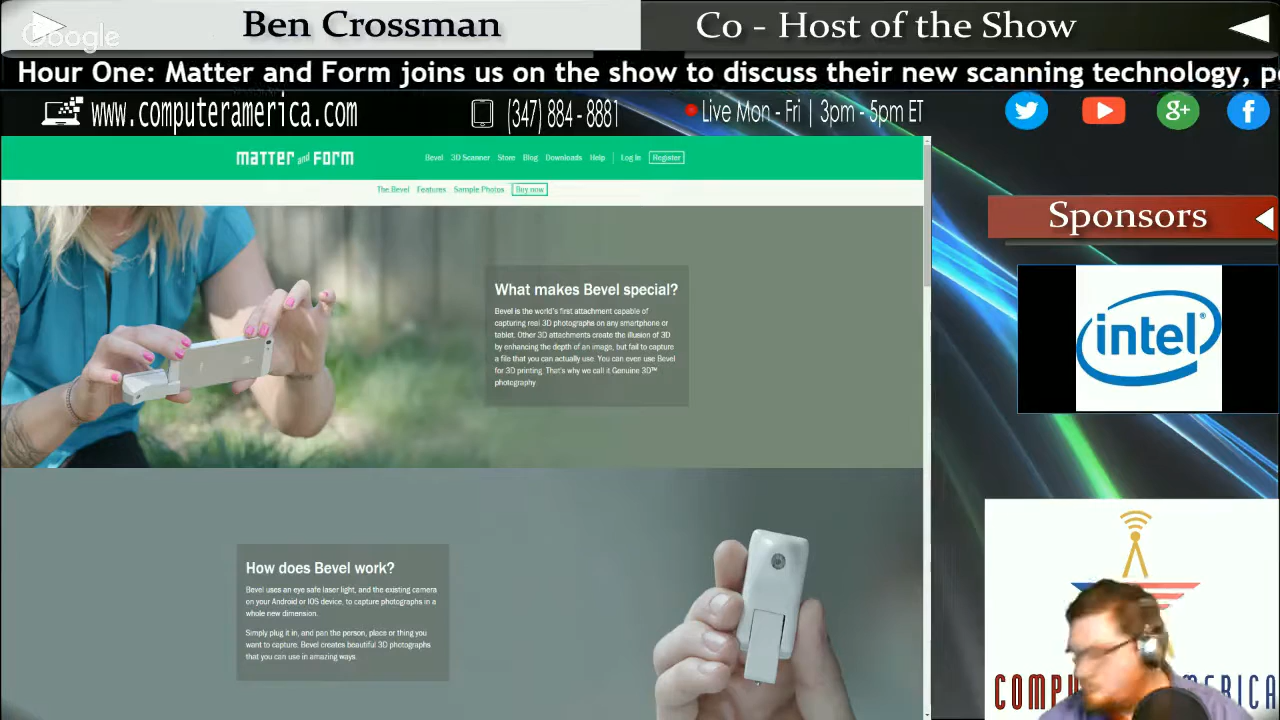 Google
Ben Crossman
Co - Host of the Show
Hour One: Matter and Form joins us on the show to discuss their new scanning technology,
www.computeramerica.com
(347) 884 - 8881
Live Mon - Fri | 3pm - 5pm ET
g+
MATTER and FORM
Bevel 3D Scanner Store Blog Downloads Help Log In Register
The Bevel Features Sample Photos Buy now
Sponsors
intel®
What makes Bevel special?
Bevel is the world's first attachment capable of
capturing real 3D photographs on any smartphone or
tablet. Other 3D attachments create the illusion of 3D
by enhancing the depth of an image, but fail to capture
a file that you can actually use. You can even use Bevel
for 3D printing. That's why we call it Genuine 3D™
photography.
How does Bevel work?
Bevel uses an eye safe laser light, and the existing camera
on your Android or IOS device, to capture photographs in a
whole new dimension.
Simply plug it in, and pan the person, place or thing you
want to capture. Bevel creates beautiful 3D photographs
that you can use in amazing ways.